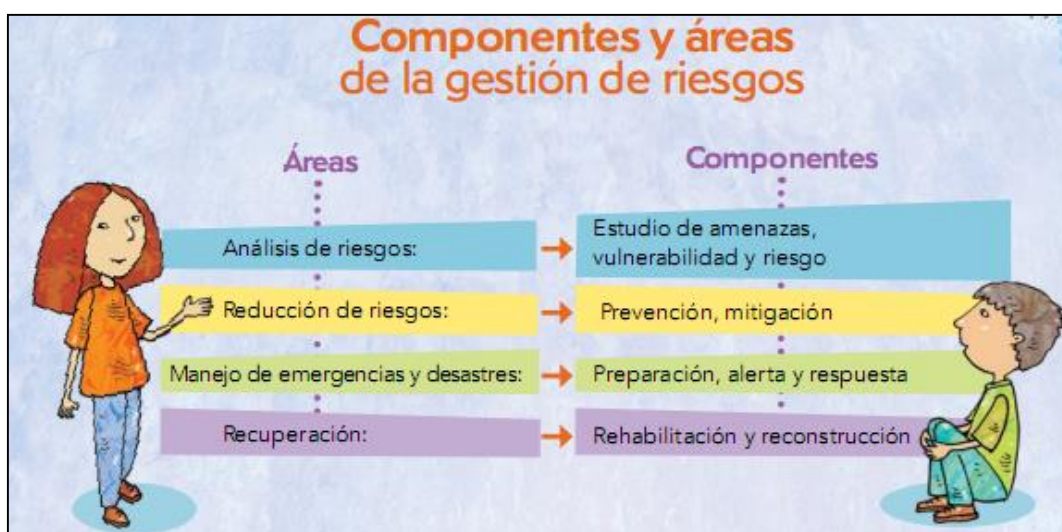 Componentes y áreas
de la gestión de riesgos
Áreas
Componentes
Análisis de riesgos:
Estudio de amenazas,
vulnerabilidad y riesgo
Reducción de riesgos:
Prevención, mitigación
Manejo de emergencias y desastres:
Preparación, alerta y respuesta
Recuperación:
Rehabilitación y reconstrucción